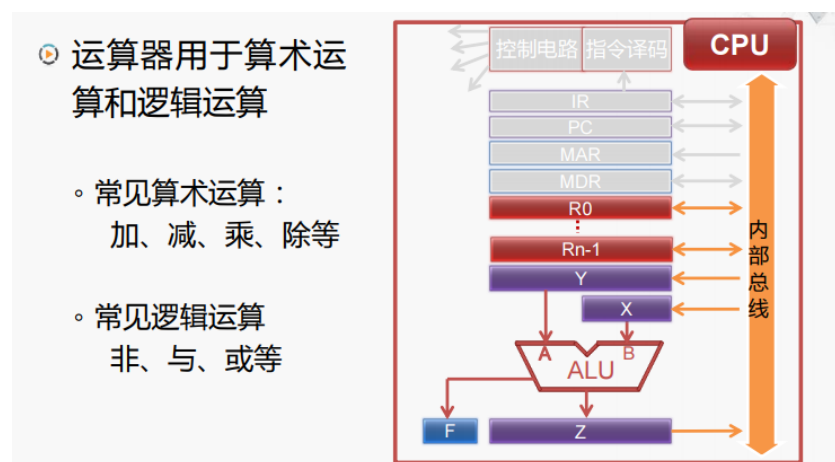 运算器用于算术运
算和逻辑运算
常见算术运算：
加、减、乘、除等
常见逻辑运算
非、与、或等
控制电路 指令译码
CPU
IR
PC
MAR
MDR
R0
Rn-1
Y
X
A B
ALU
F
Z
内
部
总
线